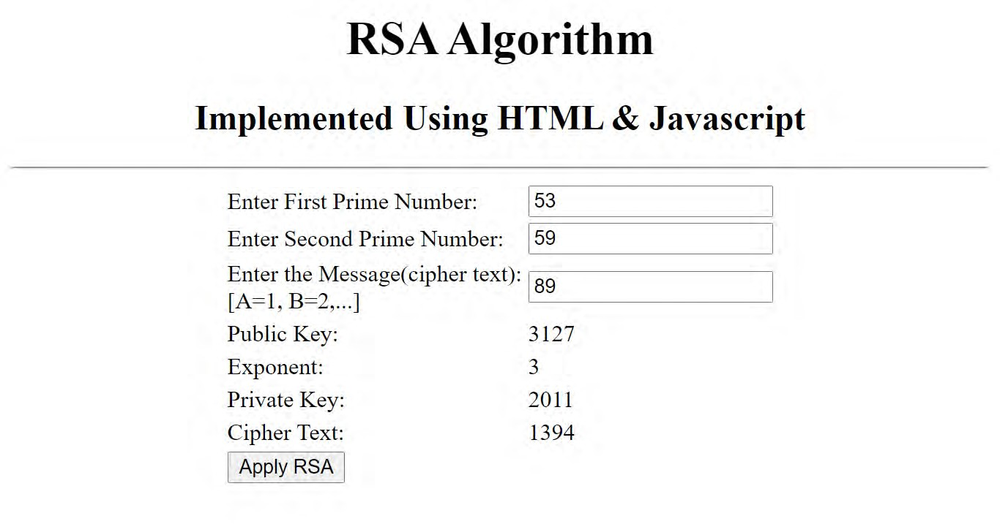 RSA Algorithm
Implemented Using HTML & Javascript
Enter First Prime Number: 53
Enter Second Prime Number: 59
Enter the Message(cipher text):
[A=1, B=2,...] 89
Public Key: 3127
Exponent: 3
Private Key: 2011
Cipher Text: 1394
Apply RSA